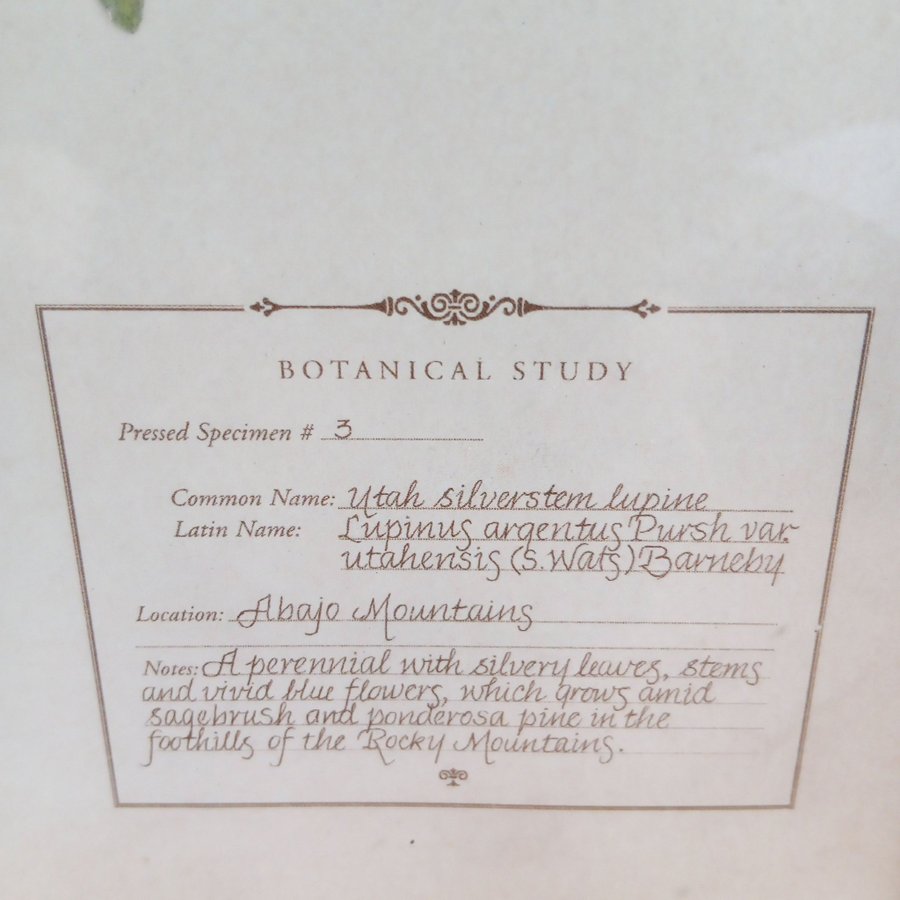 BOTANICAL STUDY
Pressed Specimen # 3
Common Name: Utah silverstem lupine
Latin Name: Lupinus argentus Pursh var.
utahensis (S. Wats) Barneby
Location: Abajo Mountains
Notes: A perennial with silvery leaves, stems
and vivid blue flowers, which grows amid
sagebrush and ponderosa pine in the
foothills of the Rocky Mountains.